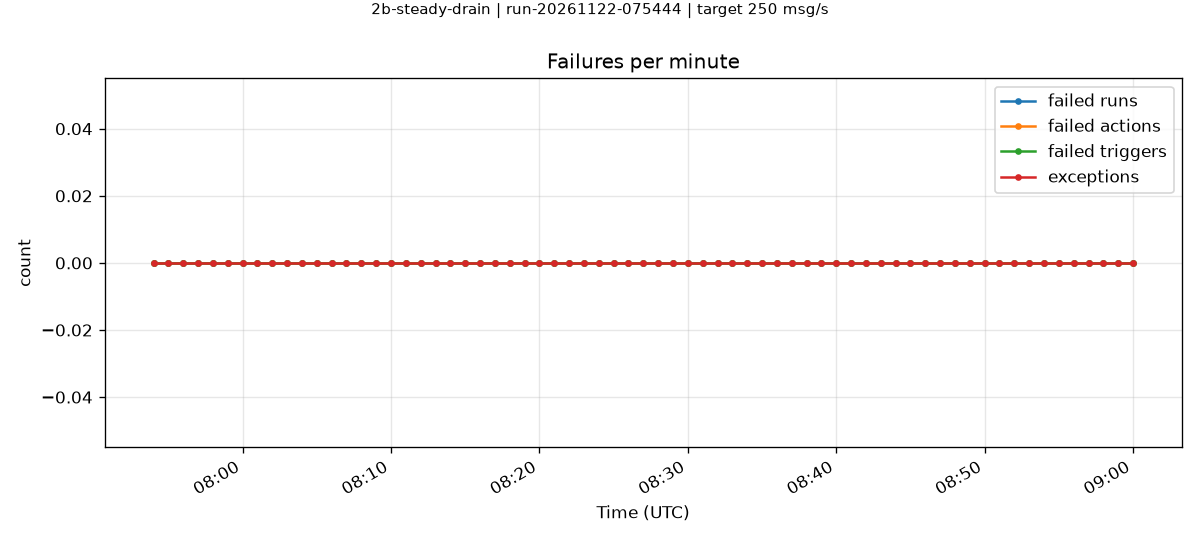 2b-steady-drain | run-20261122-075444 | target 250 msg/s
Failures per minute
failed runs
failed actions
failed triggers
exceptions
count
0.04
0.02
0.00
−0.02
−0.04
08:00
08:10
08:20
08:30
08:40
08:50
09:00
Time (UTC)